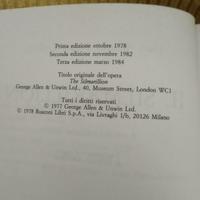 Prima edizione ottobre 1978
Seconda edizione novembre 1982
Terza edizione marzo 1984
Titolo originale dell'opera
The Silmarillion
George Allen & Unwin Ltd., 40, Museum Street, London WC1
Tutti i diritti riservati
© 1977 George Allen & Unwin Ltd.
© 1978 Rusconi Libri S.p.A., via Livraghi 1/b, 20126 Milano